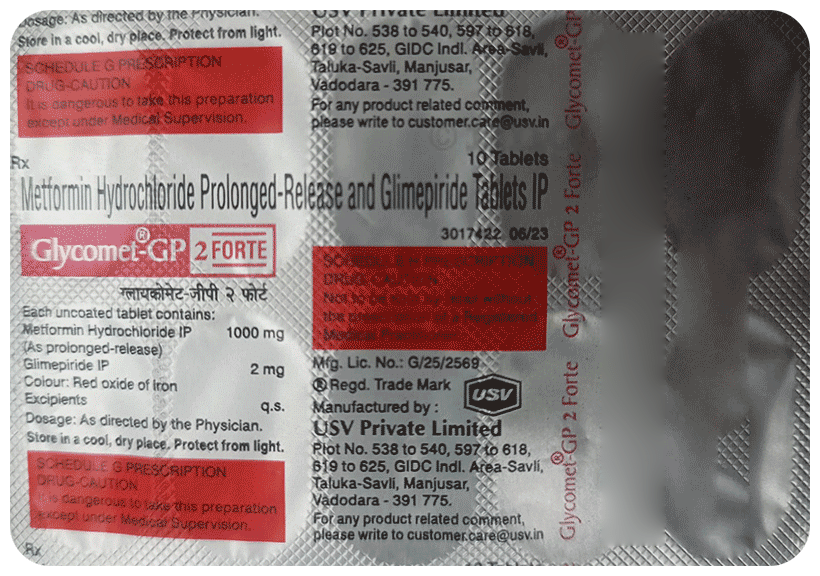 Dosage: As directed by the Physician.
Store in a cool, dry place. Protect from light.
SCHEDULE G PRESCRIPTION
DRUG-CAUTION
It is dangerous to take this preparation
except under Medical Supervision.
USV Private Limited
Plot No. 538 to 540, 597 to 618,
619 to 625, GIDC Indl. Area-Savli,
Taluka-Savli, Manjusar,
Vadodara - 391 775.
For any product related comment,
please write to customer.care@usv.in
Rx
10 Tablets
Metformin Hydrochloride Prolonged-Release and Glimepiride Tablets IP
3017422 06/23
Glycomet®-GP 2 FORTE
ग्लायकोमेट-जीपी २ फोर्ट
Each uncoated tablet contains:
Metformin Hydrochloride IP 1000 mg
(As prolonged-release)
Glimepiride IP 2 mg
Colour: Red oxide of Iron
Excipients q.s.
Dosage: As directed by the Physician.
Store in a cool, dry place. Protect from light.
SCHEDULE G PRESCRIPTION
DRUG-CAUTION
It is dangerous to take this preparation
except under Medical Supervision.
Rx
DRUG-CAUTION
Not to be
the
Medical
Mfg. Lic. No.: G/25/2569
® Regd. Trade Mark
USV
Manufactured by :
USV Private Limited
Plot No. 538 to 540, 597 to 618,
619 to 625, GIDC Indl. Area-Savli,
Taluka-Savli, Manjusar,
Vadodara - 391 775.
For any product related comment,
please write to customer.care@usv.in
Glycomet®-GP
Glycomet®-GP 2 Forte
Glycomet®-GP 2 Forte